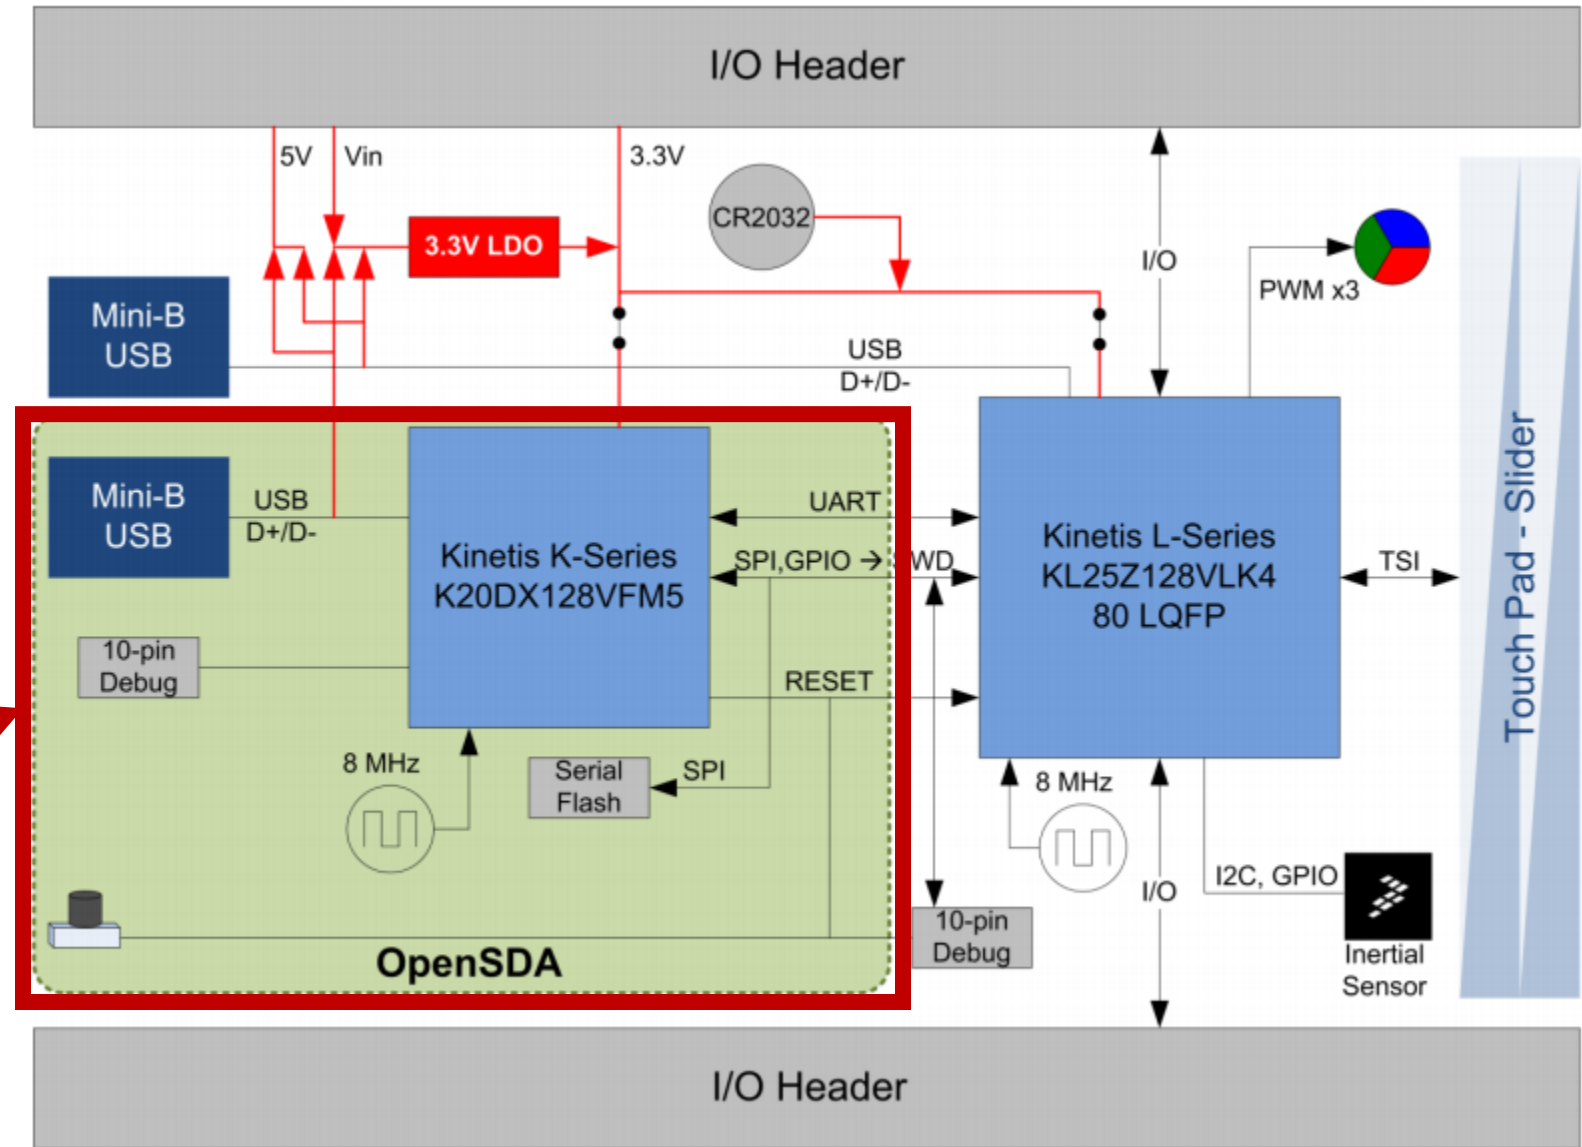 I/O Header
5V
Vin
3.3V
CR2032
3.3V LDO
I/O
PWM x3
Mini-B
USB
USB
D+/D-
Mini-B
USB
USB
D+/D-
Kinetis K-Series
K20DX128VFM5
UART
SPI,GPIO → WD
RESET
Kinetis L-Series
KL25Z128VLK4
80 LQFP
TSI
Touch Pad - Slider
10-pin
Debug
8 MHz
Serial
Flash
SPI
8 MHz
I/O
I2C, GPIO
10-pin
Debug
Inertial
Sensor
OpenSDA
I/O Header